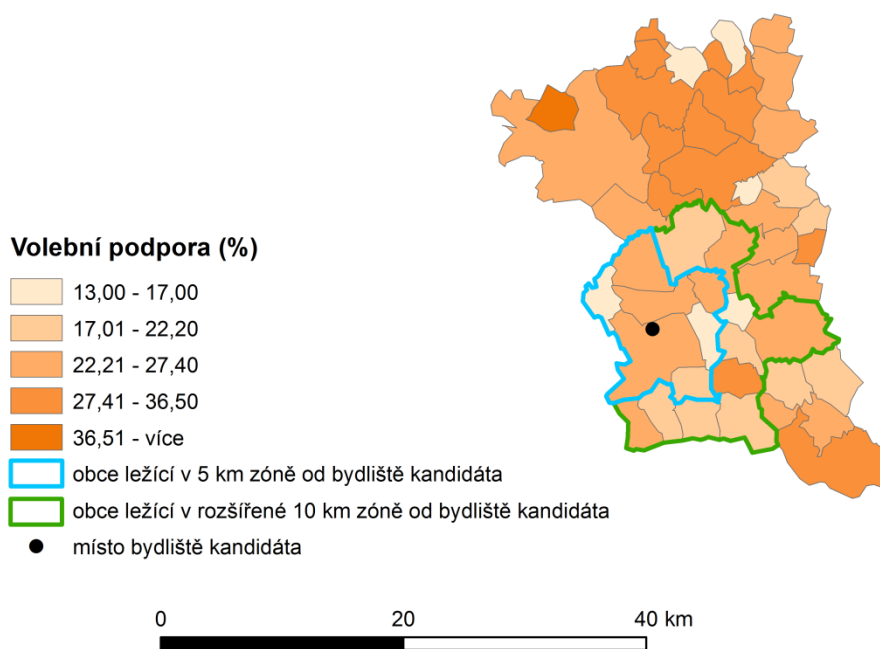 Volební podpora (%)
13,00 - 17,00
17,01 - 22,20
22,21 - 27,40
27,41 - 36,50
36,51 - více
obce ležící v 5 km zóně od bydliště kandidáta
obce ležící v rozšířené 10 km zóně od bydliště kandidáta
místo bydliště kandidáta
0 20 40 km